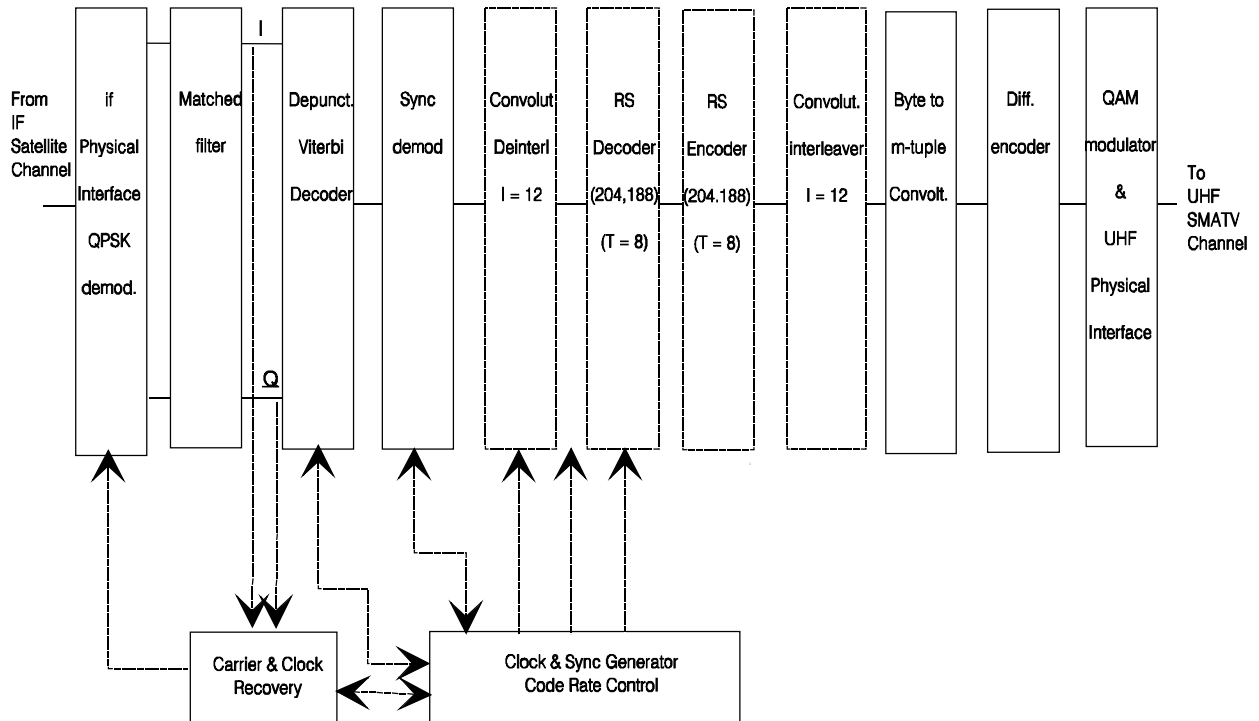 From
IF
Satellite
Channel
if
Physical
Interface
QPSK
demod.
Matched
filter
I
Q
Depunct.
Viterbi
Decoder
Sync
demod
Convolut
Deinterl
I = 12
RS
Decoder
(204,188)
(T = 8)
RS
Encoder
(204.188)
(T = 8)
Convolut.
interleaver
I = 12
Byte to
m-tuple
Convolt.
Diff.
encoder
QAM
modulator
&
UHF
Physical
Interface
To
UHF
SMATV
Channel
Carrier & Clock
Recovery
Clock & Sync Generator
Code Rate Control